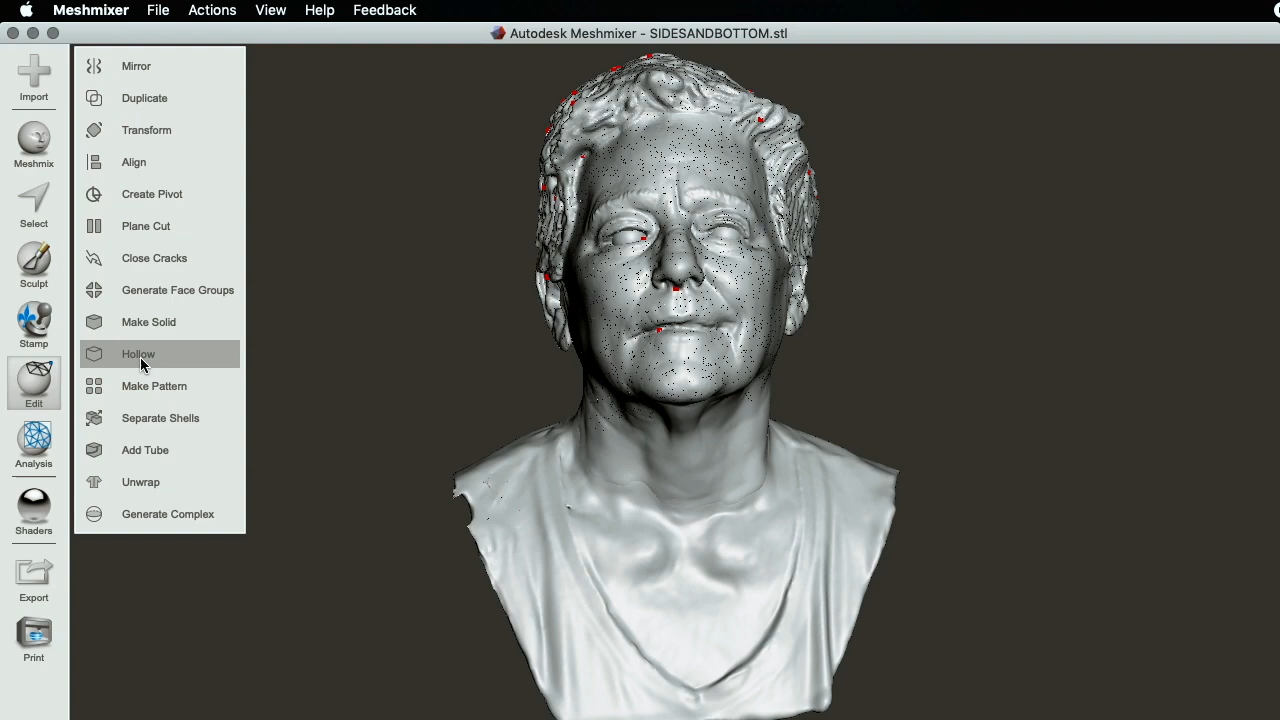 Meshmixer File Actions View Help Feedback
Autodesk Meshmixer - SIDESANDBOTTOM.stl
Import
Meshmix
Select
Sculpt
Stamp
Edit
Analysis
Shaders
Export
Print
Mirror
Duplicate
Transform
Align
Create Pivot
Plane Cut
Close Cracks
Generate Face Groups
Make Solid
Hollow
Make Pattern
Separate Shells
Add Tube
Unwrap
Generate Complex